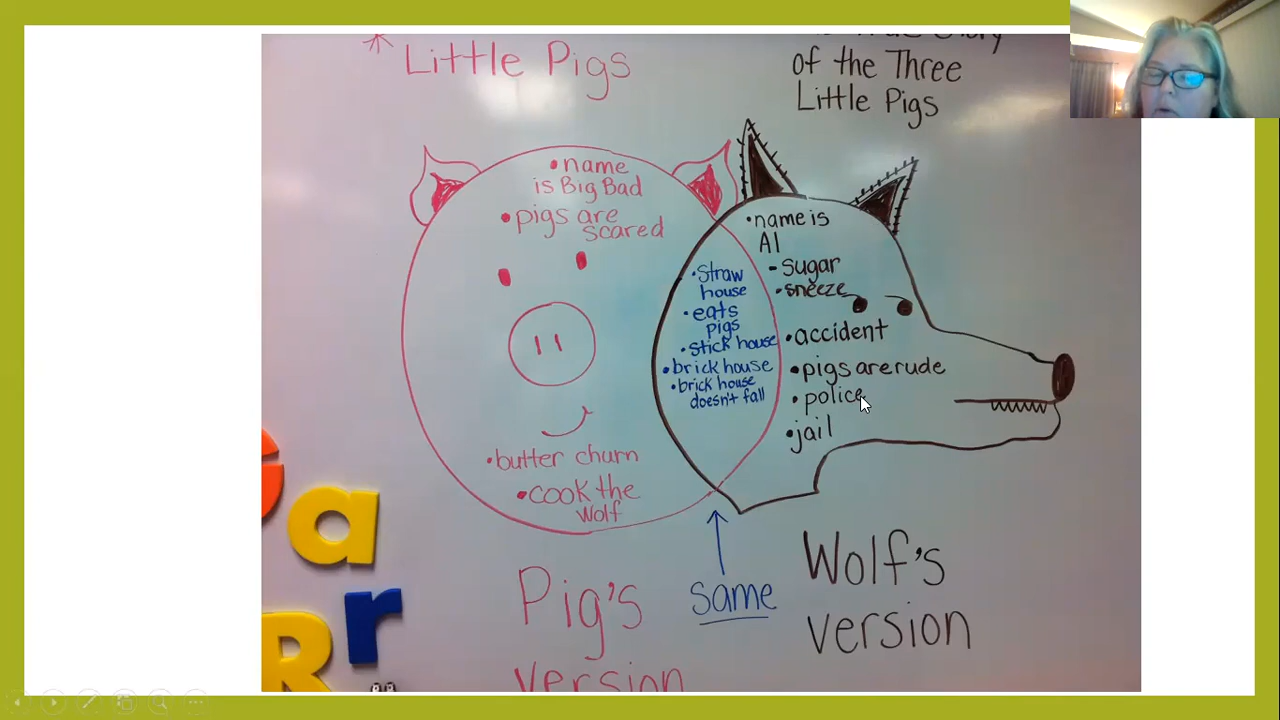 Little Pigs
of the Three
Little Pigs
• name
is Big Bad
• pigs are
scared
• butter churn
• cook the
wolf
• straw
house
• eats
pigs
• stick house
• brick house
• brick house
doesn't fall
• name is
Al
- sugar
• sneeze
• accident
• pigs are rude
• police
• jail
same
Pig's
version
Wolf's
version
a
r
R